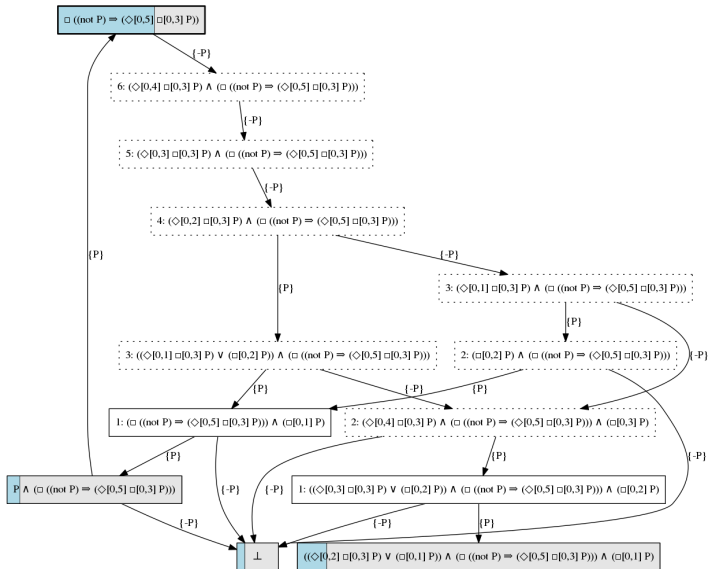 □ ((not P) ⇒ (◇[0,5] □[0,3] P))
{-P}
6: (◇[0,4] □[0,3] P) ∧ (□ ((not P) ⇒ (◇[0,5] □[0,3] P)))
{-P}
5: (◇[0,3] □[0,3] P) ∧ (□ ((not P) ⇒ (◇[0,5] □[0,3] P)))
{-P}
4: (◇[0,2] □[0,3] P) ∧ (□ ((not P) ⇒ (◇[0,5] □[0,3] P)))
{P}
{-P}
{P}
3: (◇[0,1] □[0,3] P) ∧ (□ ((not P) ⇒ (◇[0,5] □[0,3] P)))
{P}
3: ((◇[0,1] □[0,3] P) ∨ (□[0,2] P)) ∧ (□ ((not P) ⇒ (◇[0,5] □[0,3] P)))
2: (□[0,2] P) ∧ (□ ((not P) ⇒ (◇[0,5] □[0,3] P)))
{-P}
{P}
{-P}
{P}
1: (□ ((not P) ⇒ (◇[0,5] □[0,3] P))) ∧ (□[0,1] P)
2: (◇[0,4] □[0,3] P) ∧ (□ ((not P) ⇒ (◇[0,5] □[0,3] P))) ∧ (□[0,3] P)
{P}
{P}
{-P}
P ∧ (□ ((not P) ⇒ (◇[0,5] □[0,3] P)))
{-P}
{-P}
1: ((◇[0,3] □[0,3] P) ∨ (□[0,2] P)) ∧ (□ ((not P) ⇒ (◇[0,5] □[0,3] P))) ∧ (□[0,2] P)
{-P}
{-P}
{P}
⊥
((◇[0,2] □[0,3] P) ∨ (□[0,1] P)) ∧ (□ ((not P) ⇒ (◇[0,5] □[0,3] P))) ∧ (□[0,1] P)